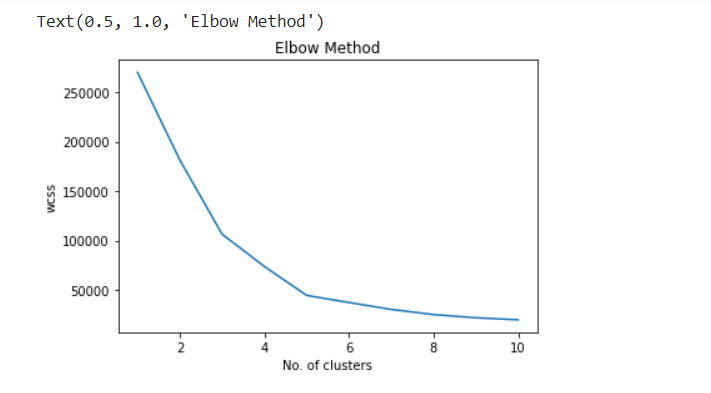 Text(0.5, 1.0, 'Elbow Method')
Elbow Method
250000
200000
150000
100000
50000
wcss
2 4 6 8 10
No. of clusters